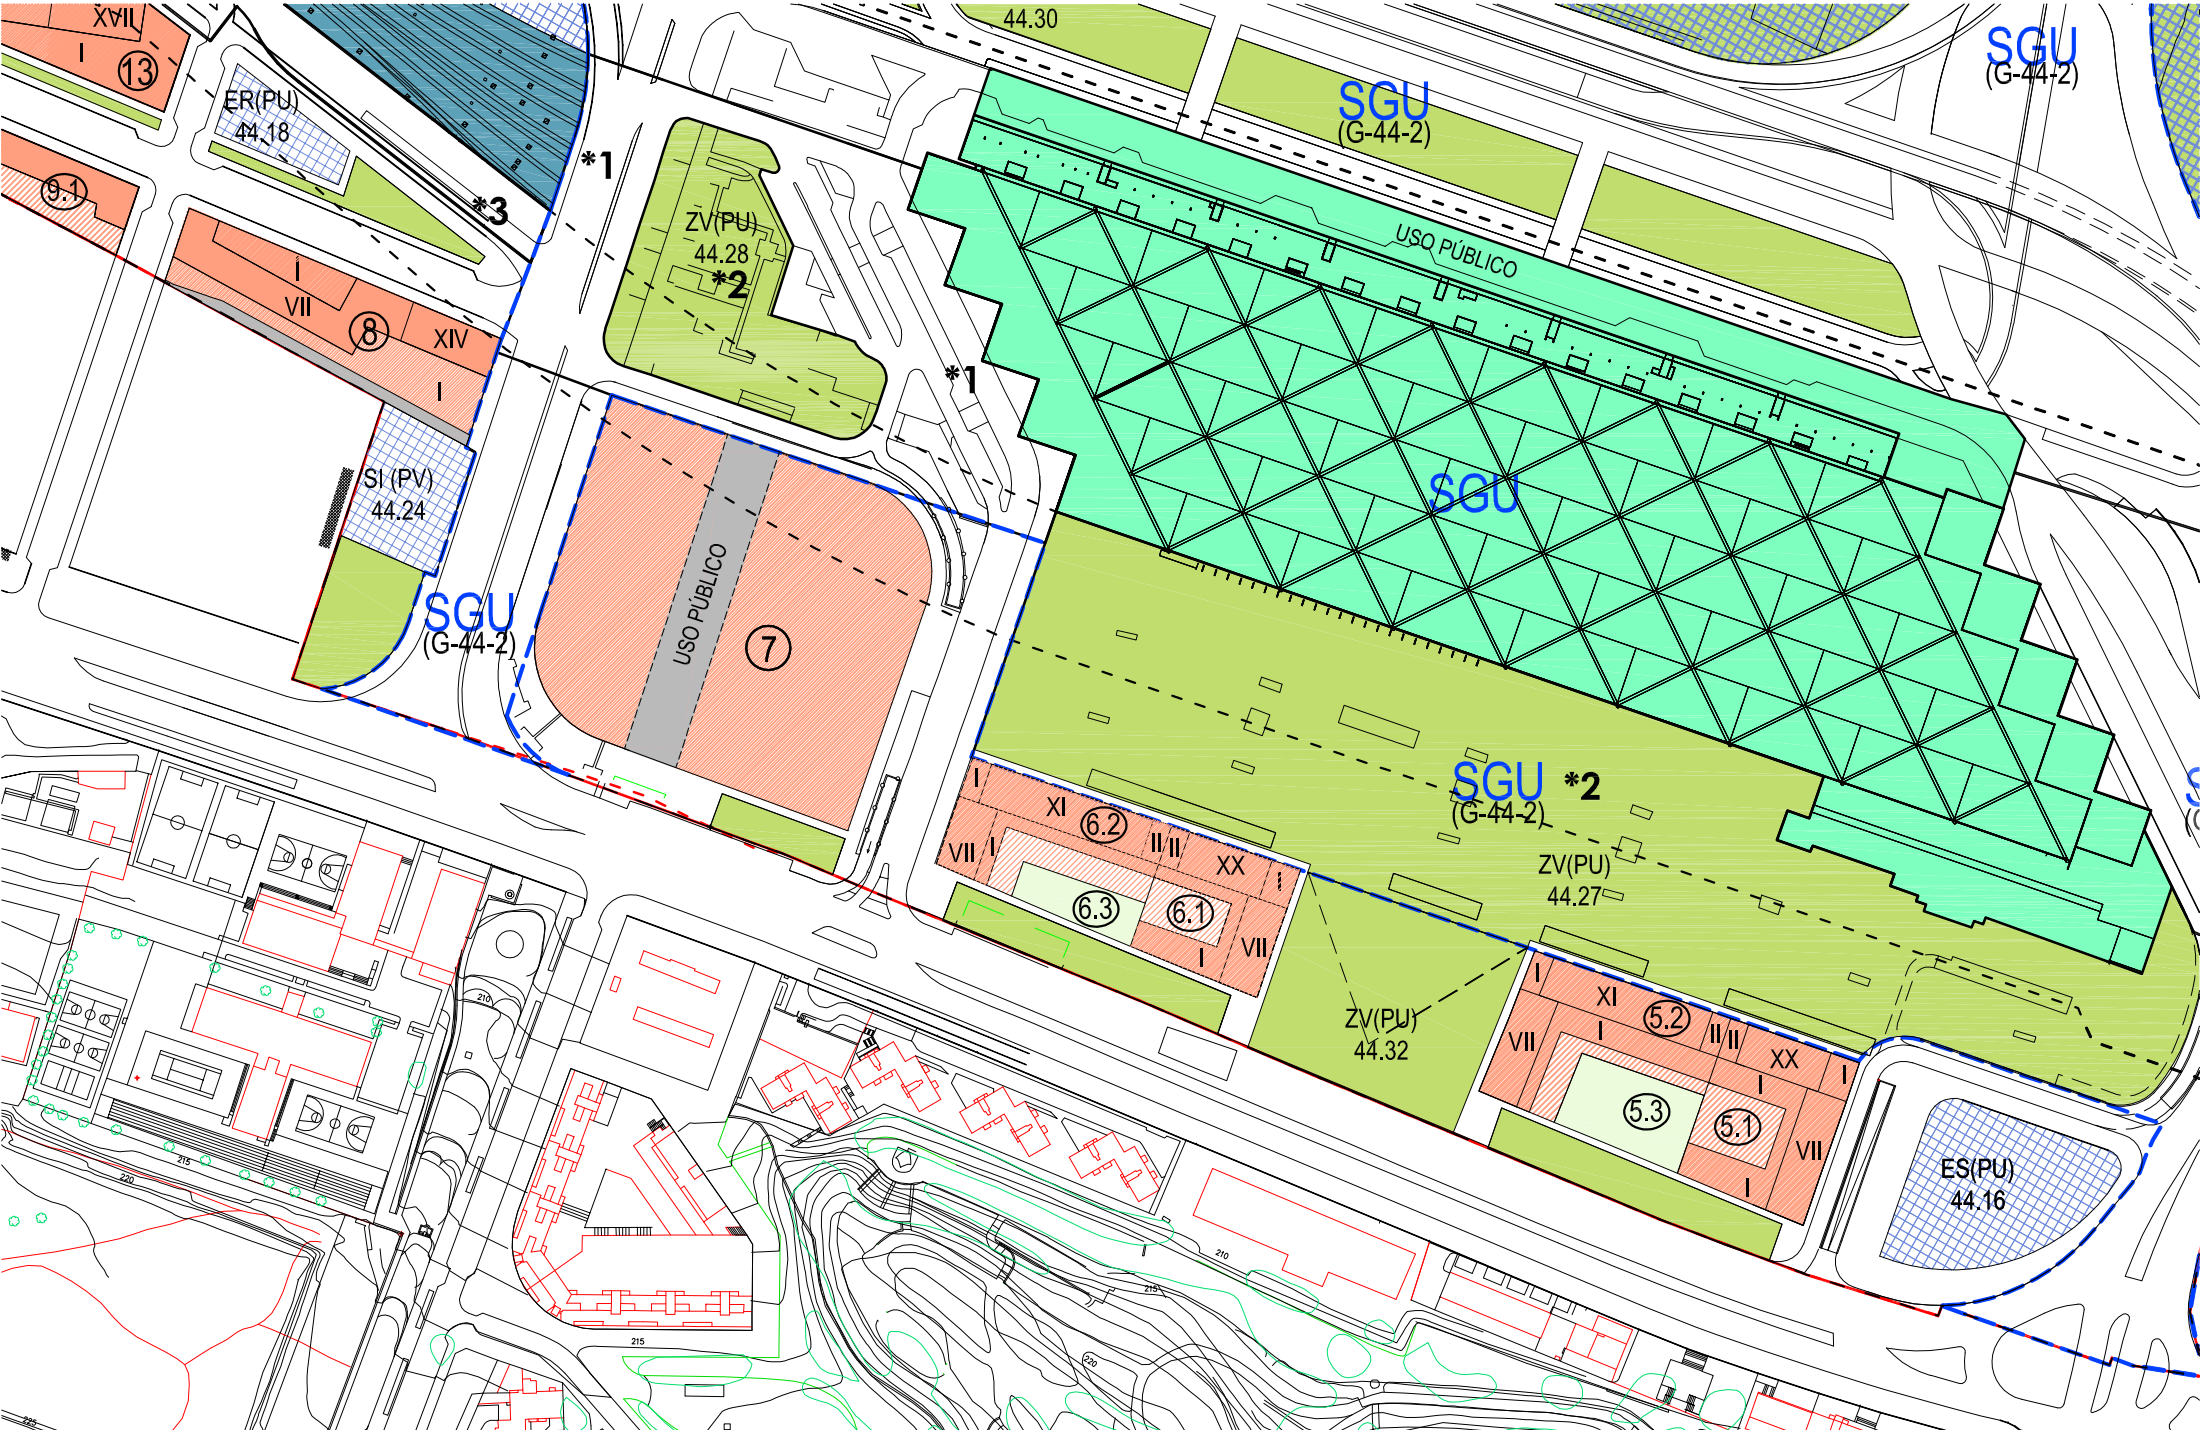 XVII
I
13
44.30
SGU
(G-44-2)
SGU
(G-44-2)
ER(PU)
44.18
*1
9.1
*3
ZV(PU)
44.28
*2
USO PÚBLICO
I
VII
8
XIV
I
*1
SI (PV)
44.24
SGU
USO PÚBLICO
7
SGU
(G-44-2)
SGU *2
(G-44-2)
I
XI
6.2
II
II
XX
I
VII
I
6.3
6.1
VII
I
ZV(PU)
44.27
ZV(PU)
44.32
I
XI
5.2
II
II
XX
I
VII
I
I
5.3
5.1
VII
I
ES(PU)
44.16
210
215
220
210
215
215
220
225